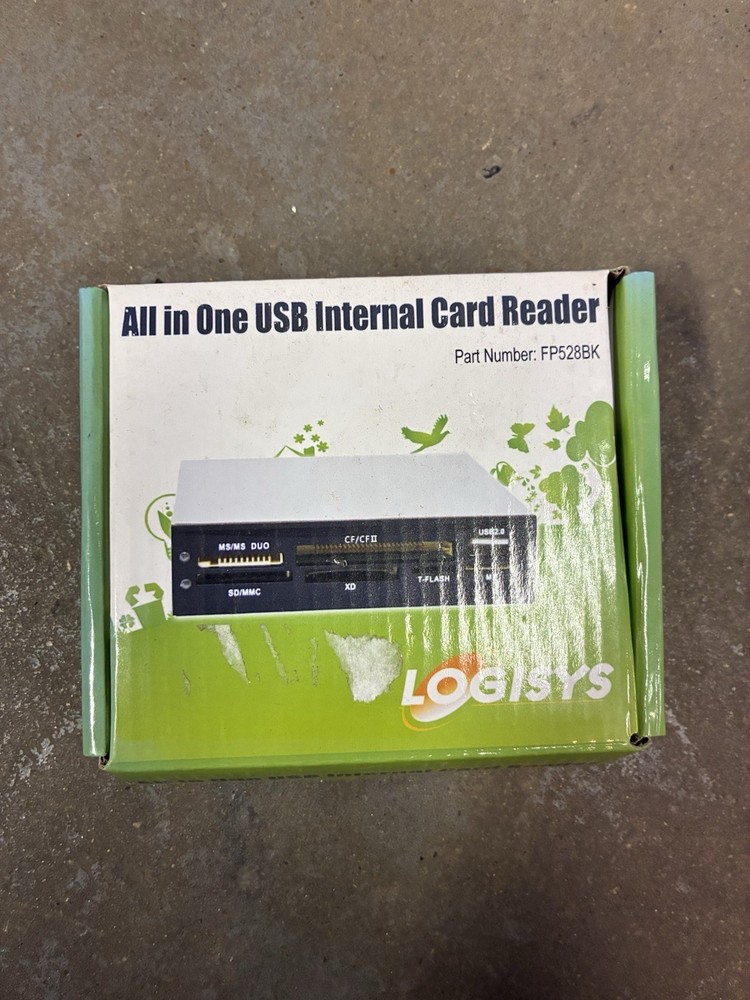 All in One USB Internal Card Reader
Part Number: FP528BK
MS/MS DUO
CF/CFII
USB2.0
SD/MMC
XD
T-FLASH
LOGISYS